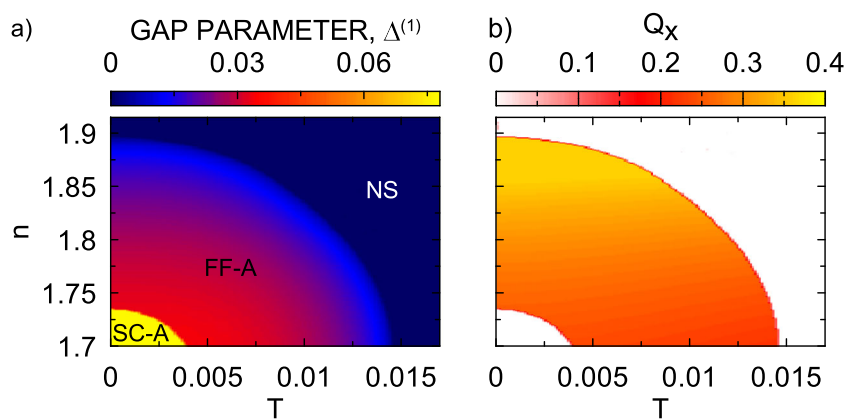 a) GAP PARAMETER, Δ⁽¹⁾
0 0.03 0.06
1.9
1.85
1.8
1.75
1.7
n
NS
FF-A
SC-A
0 0.005 0.01 0.015
T
b) Qₓ
0 0.1 0.2 0.3 0.4
0 0.005 0.01 0.015
T